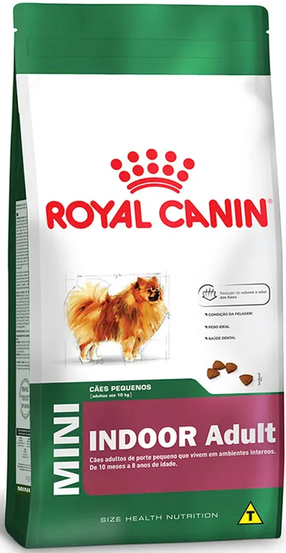 ROYAL CANIN
Redução do volume e odor
das fezes
CONDIÇÃO DA PELAGEM
PESO IDEAL
SAÚDE DENTAL
CÃES PEQUENOS
[adultos até 10 kg]
MINI
INDOOR Adult
Cães adultos de porte pequeno que vivem em ambientes internos.
De 10 meses a 8 anos de idade.
SIZE HEALTH NUTRITION
T